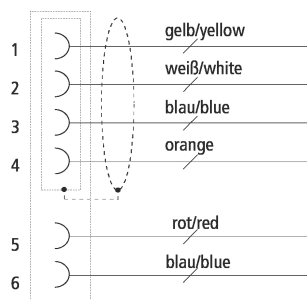 1 gelb/yellow
2 weiß/white
3 blau/blue
4 orange
5 rot/red
6 blau/blue